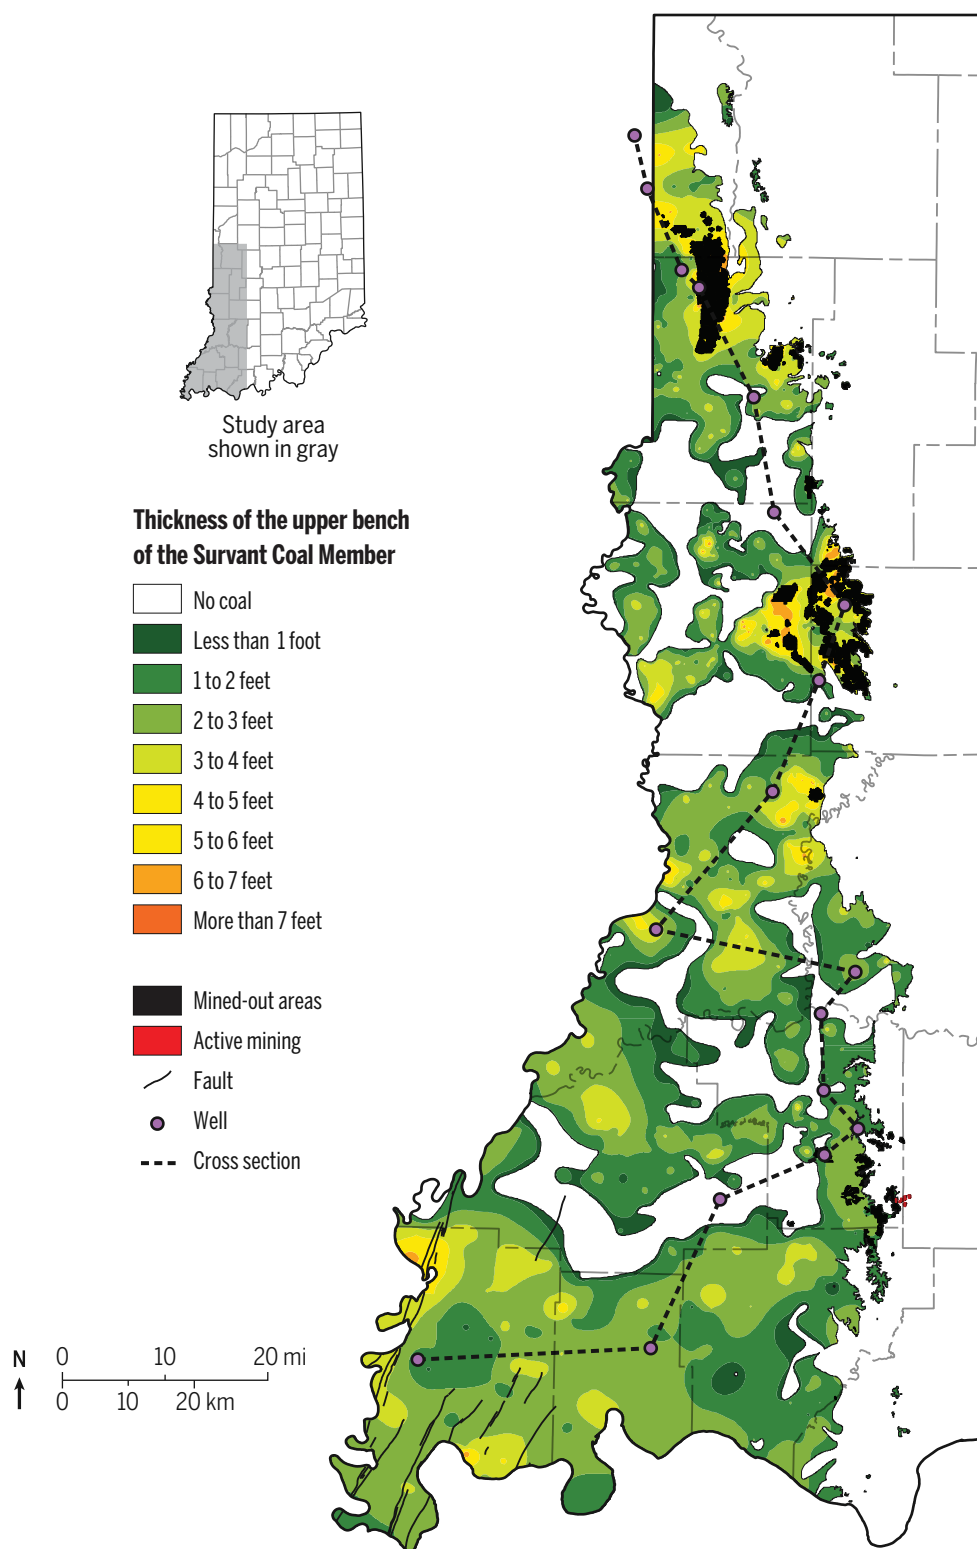 Study area
shown in gray
Thickness of the upper bench
of the Survant Coal Member
No coal
Less than 1 foot
1 to 2 feet
2 to 3 feet
3 to 4 feet
4 to 5 feet
5 to 6 feet
6 to 7 feet
More than 7 feet
Mined-out areas
Active mining
Fault
Well
Cross section
N
0 10 20 mi
0 10 20 km